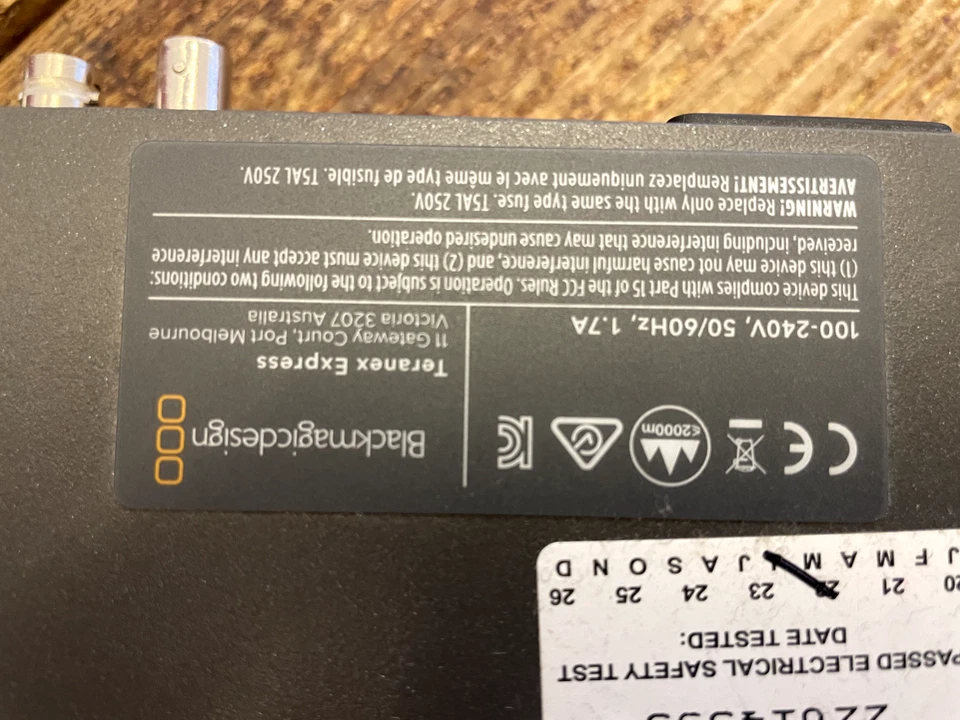 PASSED ELECTRICAL SAFETY TEST
DATE TESTED:
20 21 22 23 24 25 26
J F M A M J J A S O N D
CE ≤2000m
Blackmagicdesign
100-240V, 50/60Hz, 1.7A
Teranex Express
11 Gateway Court, Port Melbourne
Victoria 3207 Australia
This device complies with Part 15 of the FCC Rules. Operation is subject to the following two conditions:
(1) this device may not cause harmful interference, and (2) this device must accept any interference
received, including interference that may cause undesired operation.
WARNING! Replace only with the same type fuse. T5AL 250V.
AVERTISSEMENT! Remplacez uniquement avec le même type de fusible. T5AL 250V.